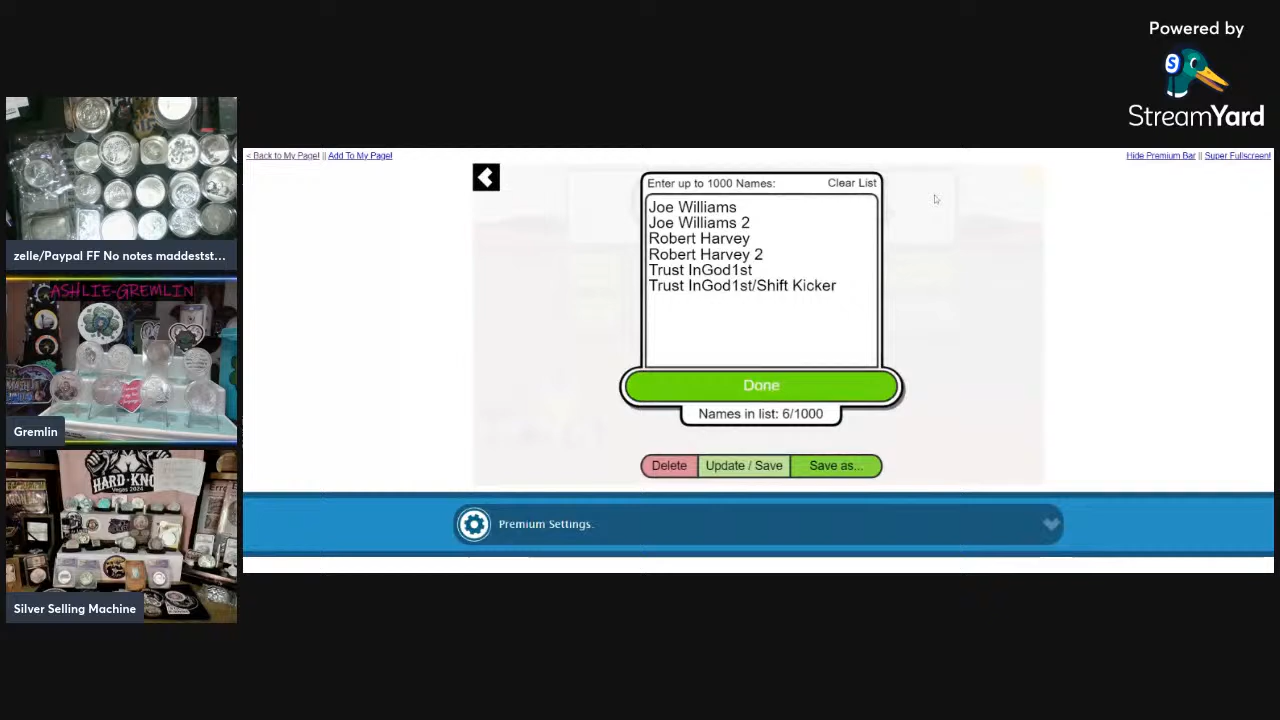 Powered by
StreamYard
< Back to My Page! || Add To My Page!
Hide Premium Bar || Super Fullscreen!
Enter up to 1000 Names:
Clear List
Joe Williams
Joe Williams 2
Robert Harvey
Robert Harvey 2
Trust InGod1st
Trust InGod1st/Shift Kicker
Done
Names in list: 6/1000
Delete
Update / Save
Save as...
Premium Settings.
zelle/Paypal FF No notes maddestst...
ASHLIE-GREMLIN
Gremlin
HARD KNO
Vegas 2024
Silver Selling Machine